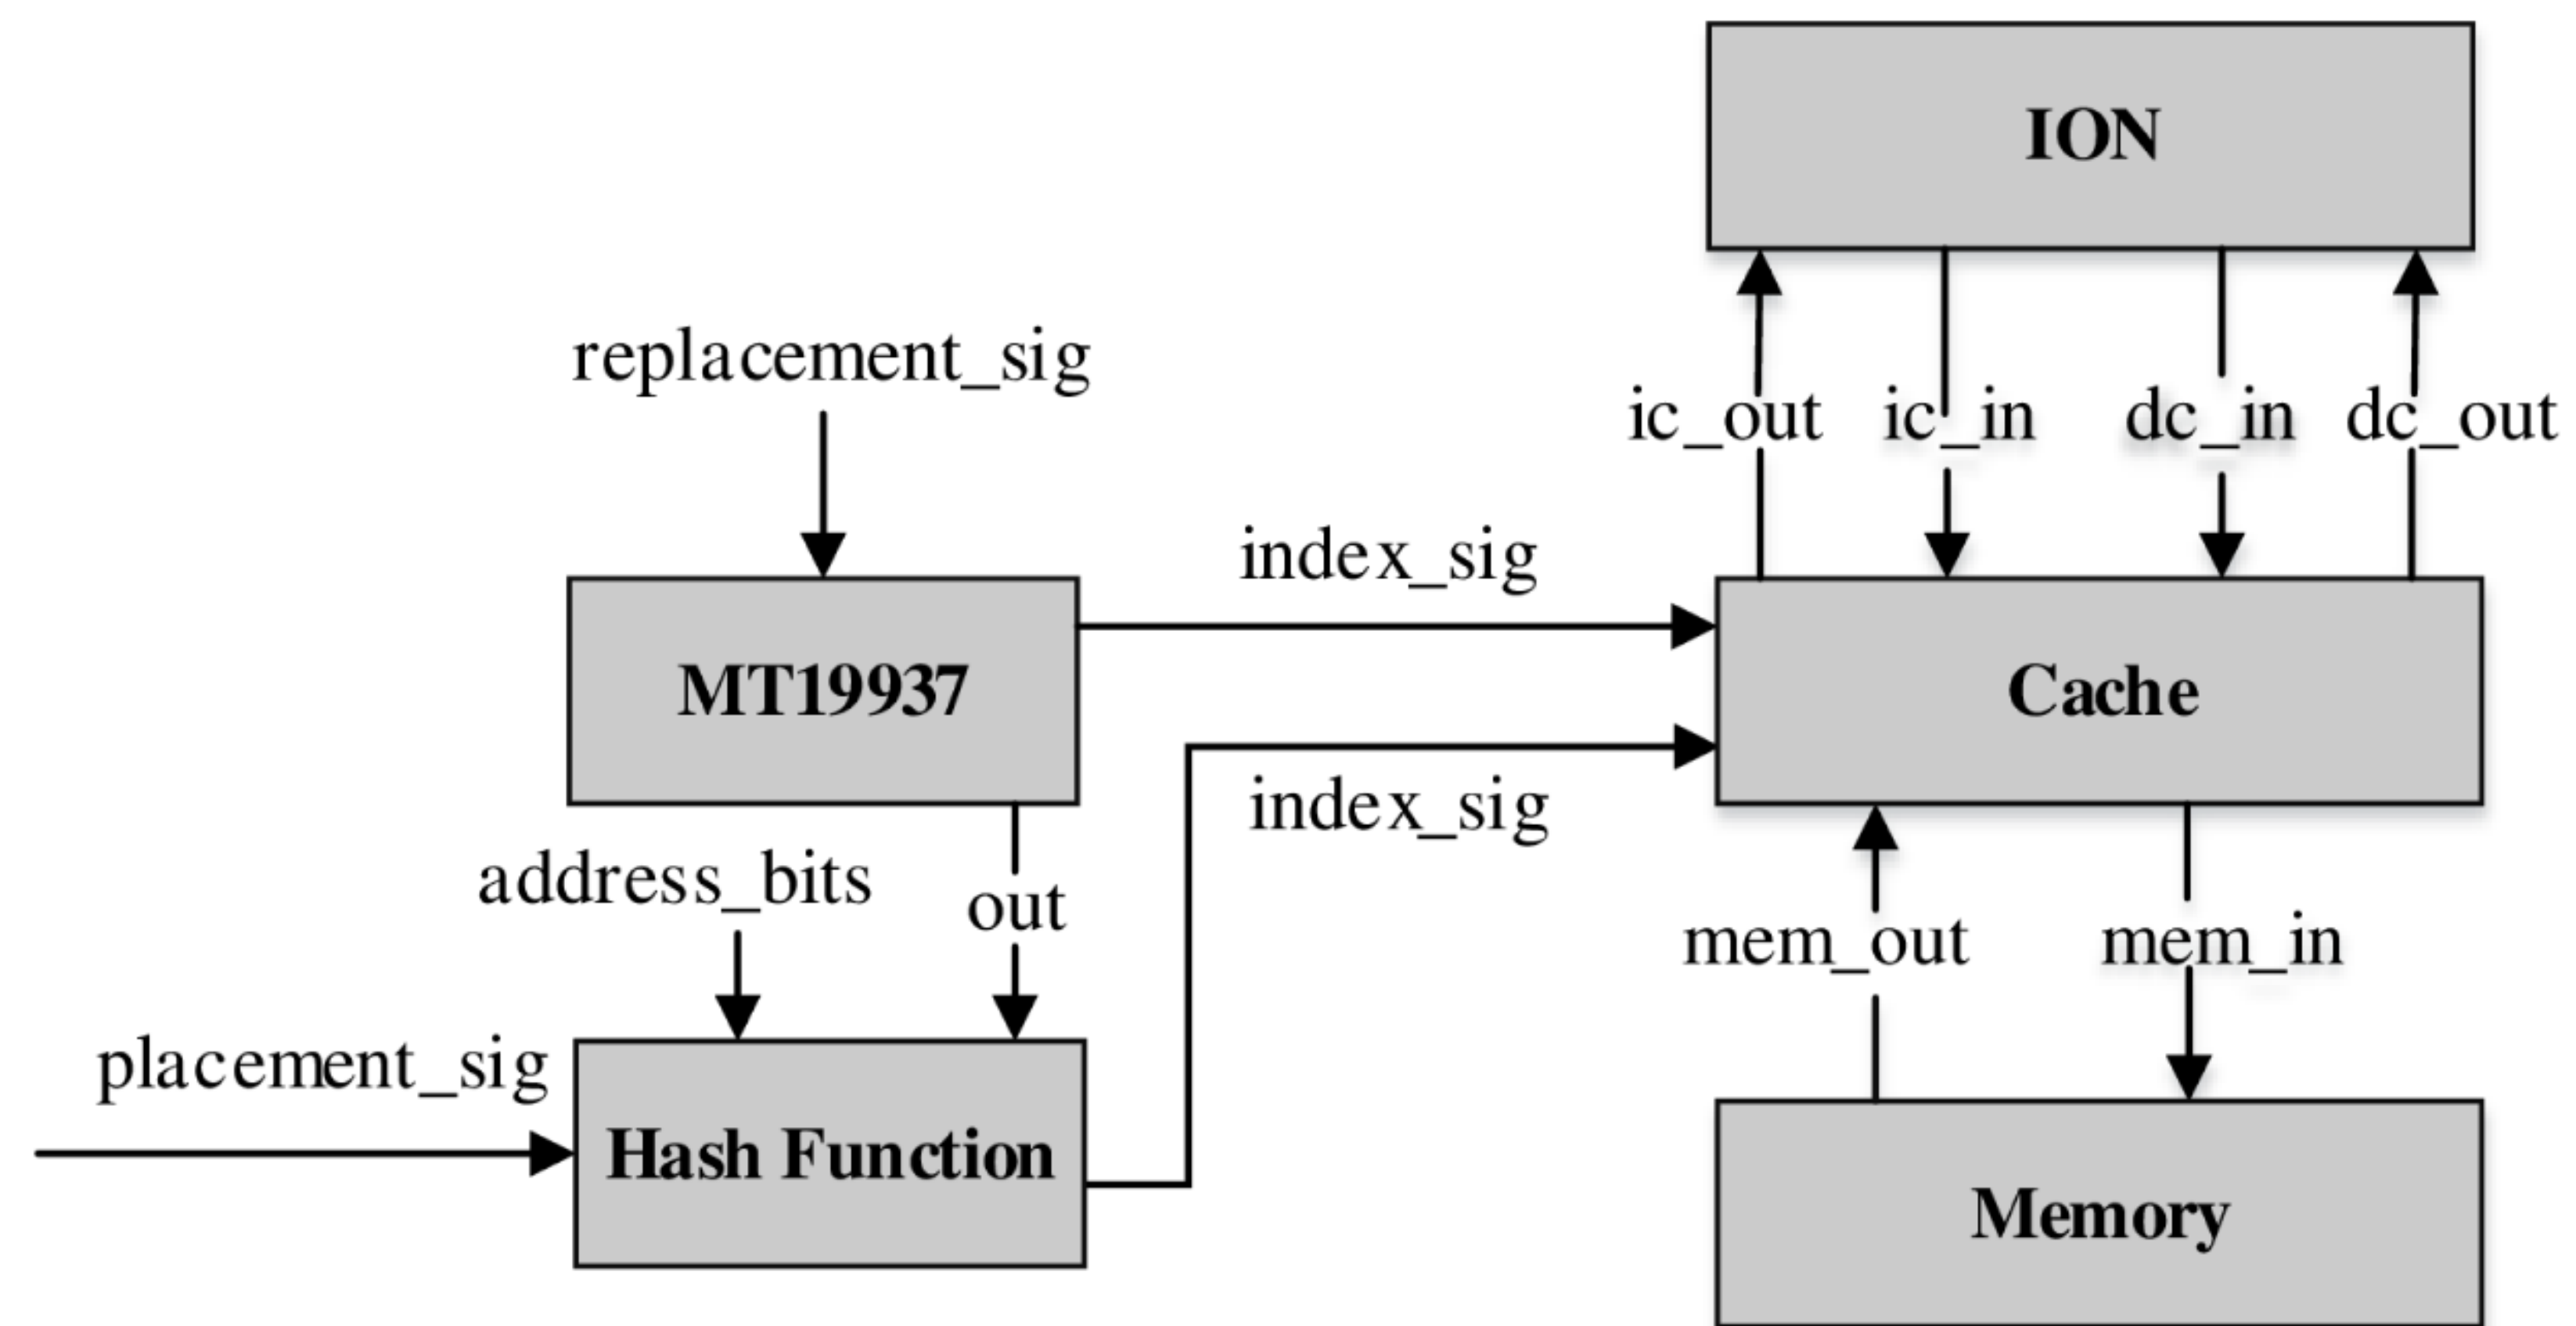 ION
replacement_sig
ic_out
ic_in
dc_in
dc_out
index_sig
MT19937
Cache
index_sig
address_bits
out
mem_out
mem_in
placement_sig
Hash Function
Memory